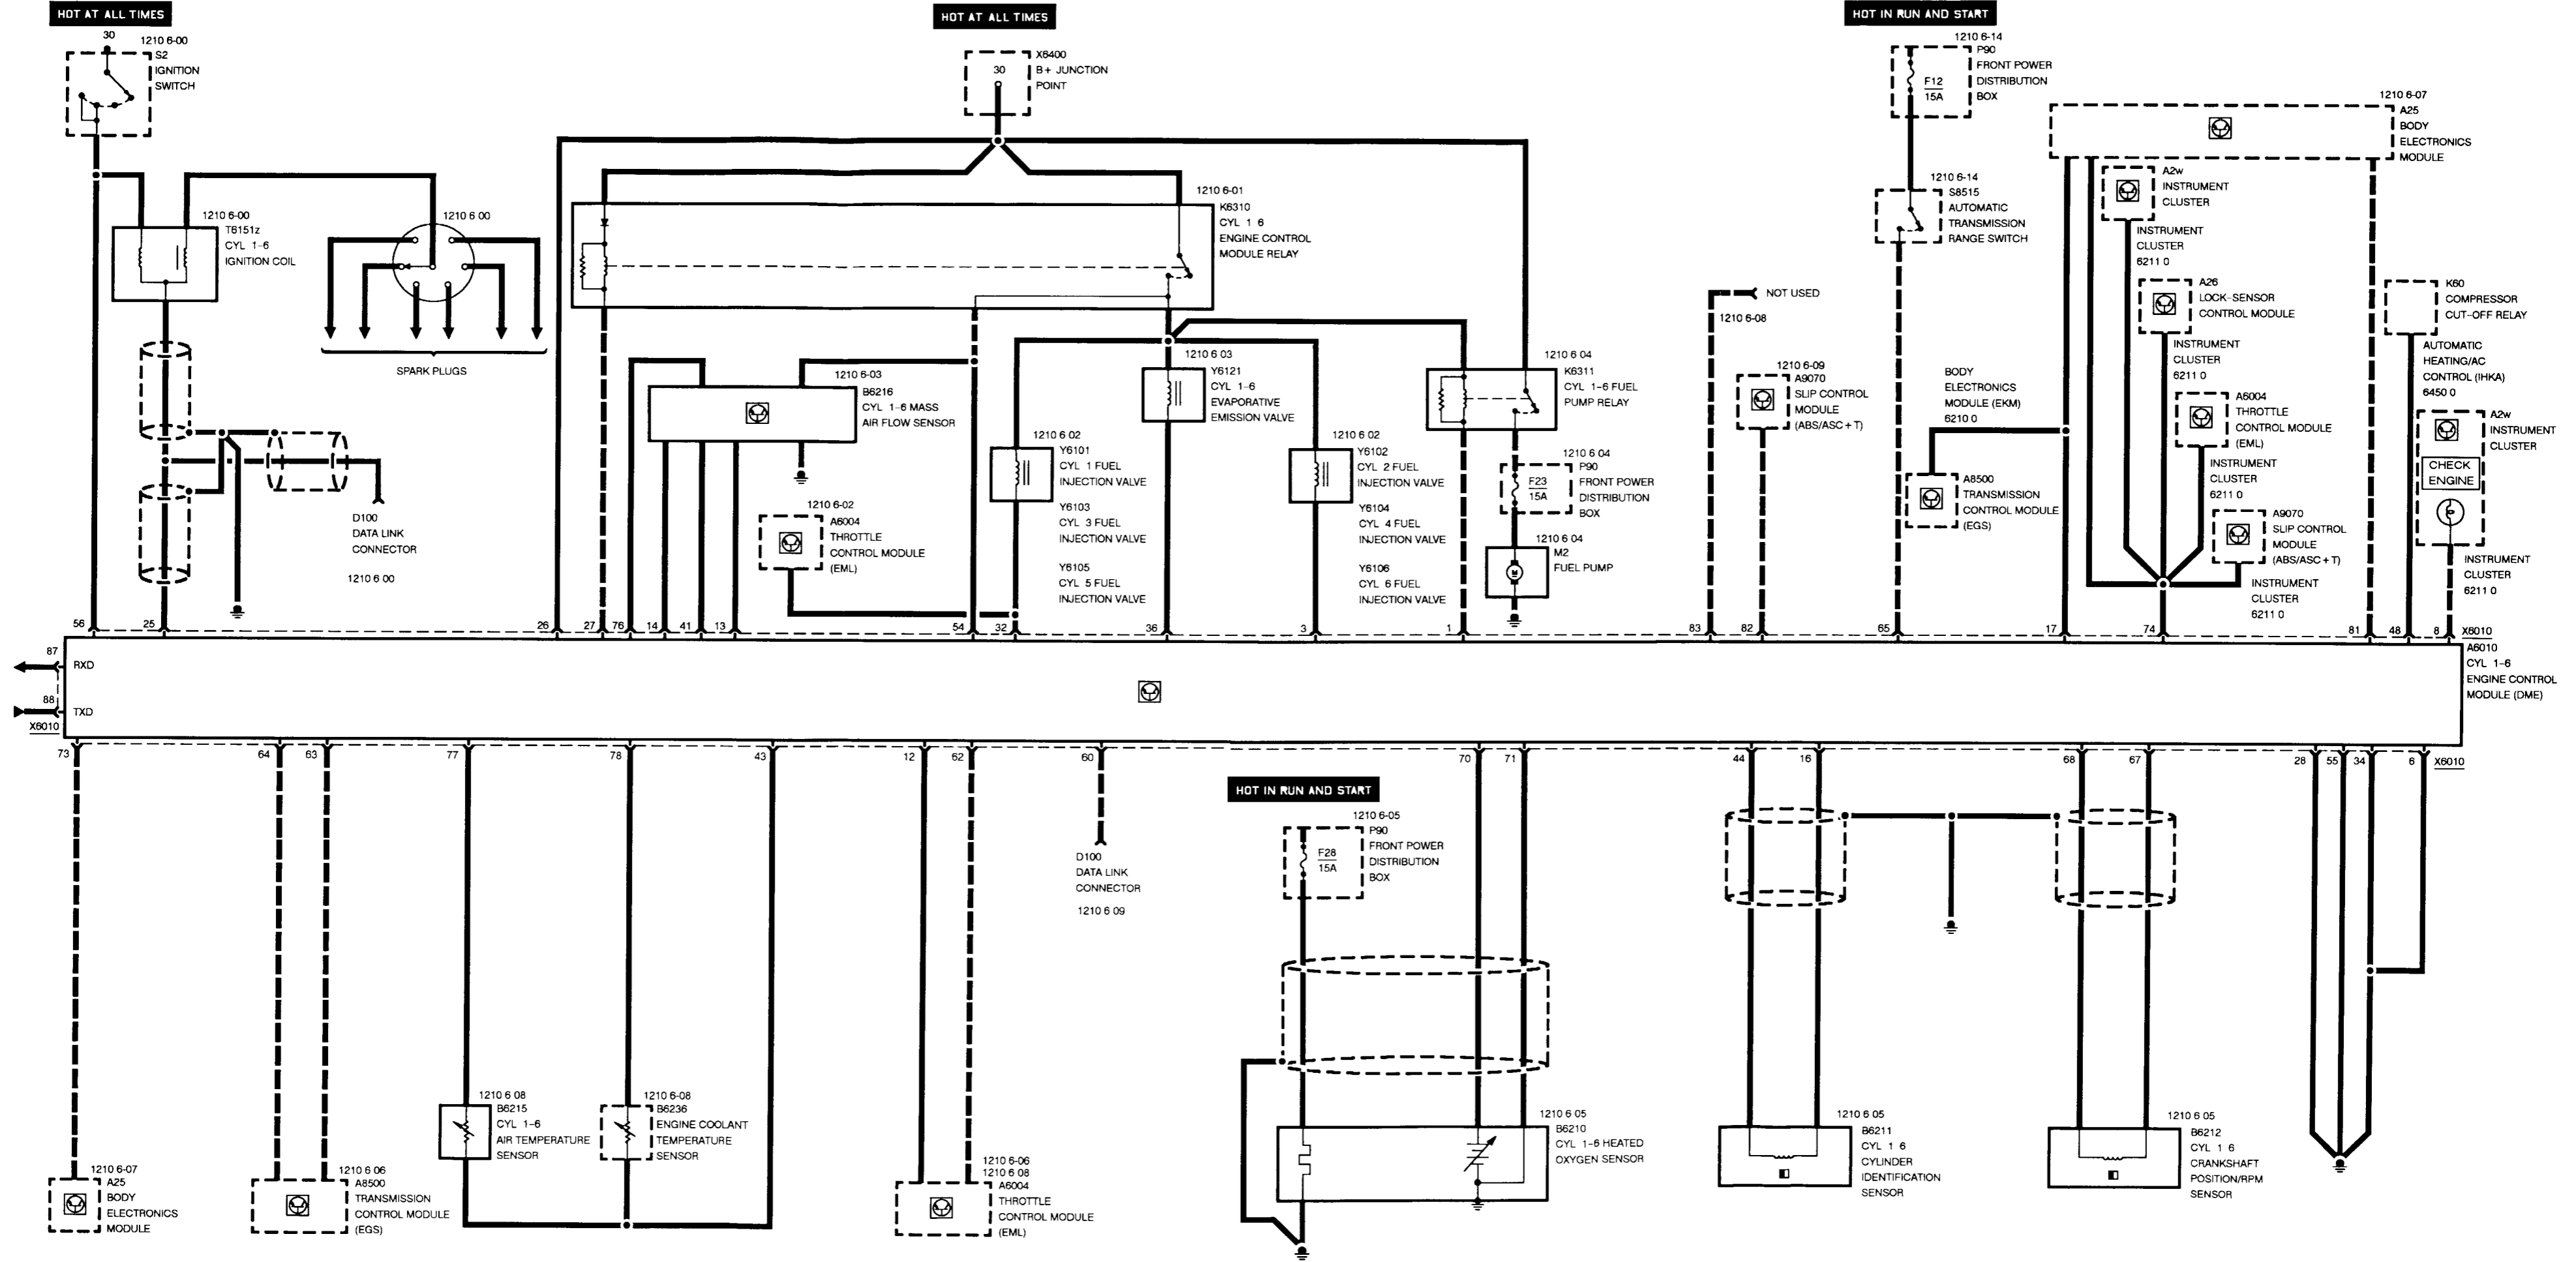 HOT AT ALL TIMES
30
1210 6-00
S2
IGNITION
SWITCH
1210 6-00
T6151z
CYL 1-6
IGNITION COIL
1210 6 00
SPARK PLUGS
D100
DATA LINK
CONNECTOR
1210 6 00
HOT AT ALL TIMES
30
X6400
B+ JUNCTION
POINT
1210 6-01
K6310
CYL 1 6
ENGINE CONTROL
MODULE RELAY
1210 6-03
B6216
CYL 1-6 MASS
AIR FLOW SENSOR
1210 6-02
A6004
THROTTLE
CONTROL MODULE
(EML)
1210 6 03
Y6121
CYL 1-6
EVAPORATIVE
EMISSION VALVE
1210 6 02
Y6101
CYL 1 FUEL
INJECTION VALVE
Y6103
CYL 3 FUEL
INJECTION VALVE
Y6105
CYL 5 FUEL
INJECTION VALVE
1210 6 02
Y6102
CYL 2 FUEL
INJECTION VALVE
Y6104
CYL 4 FUEL
INJECTION VALVE
Y6106
CYL 6 FUEL
INJECTION VALVE
1210 6 04
K6311
CYL 1-6 FUEL
PUMP RELAY
1210 6 04
P90
FRONT POWER
DISTRIBUTION
BOX
F23
15A
1210 6 04
M2
FUEL PUMP
M
NOT USED
1210 6-08
1210 6-09
A9070
SLIP CONTROL
MODULE
(ABS/ASC+T)
HOT IN RUN AND START
1210 6-14
P90
FRONT POWER
DISTRIBUTION
BOX
F12
15A
1210 6-14
S8515
AUTOMATIC
TRANSMISSION
RANGE SWITCH
BODY
ELECTRONICS
MODULE (EKM)
6210 0
A8500
TRANSMISSION
CONTROL MODULE
(EGS)
1210 6-07
A25
BODY
ELECTRONICS
MODULE
A2w
INSTRUMENT
CLUSTER
INSTRUMENT
CLUSTER
6211 0
A26
LOCK-SENSOR
CONTROL MODULE
INSTRUMENT
CLUSTER
6211 0
A6004
THROTTLE
CONTROL MODULE
(EML)
INSTRUMENT
CLUSTER
6211 0
A9070
SLIP CONTROL
MODULE
(ABS/ASC+T)
INSTRUMENT
CLUSTER
6211 0
K60
COMPRESSOR
CUT-OFF RELAY
AUTOMATIC
HEATING/AC
CONTROL (IHKA)
6450 0
A2w
INSTRUMENT
CLUSTER
CHECK
ENGINE
INSTRUMENT
CLUSTER
6211 0
56 25 26 27 76 14 41 13 54 32 36 3 1 83 82 65 17 74 81 48 8 X6010
87 RXD
88 TXD
X6010
A6010
CYL 1-6
ENGINE CONTROL
MODULE (DME)
73 64 63 77 78 43 12 62 60 70 71 44 16 68 67 28 55 34 6 X6010
1210 6-07
A25
BODY
ELECTRONICS
MODULE
1210 6 06
A8500
TRANSMISSION
CONTROL MODULE
(EGS)
1210 6 08
B6215
CYL 1-6
AIR TEMPERATURE
SENSOR
1210 6-08
B6236
ENGINE COOLANT
TEMPERATURE
SENSOR
1210 6-06
1210 6 08
A6004
THROTTLE
CONTROL MODULE
(EML)
D100
DATA LINK
CONNECTOR
1210 6 09
HOT IN RUN AND START
1210 6-05
P90
FRONT POWER
DISTRIBUTION
BOX
F28
15A
1210 6 05
B6210
CYL 1-6 HEATED
OXYGEN SENSOR
1210 6 05
B6211
CYL 1 6
CYLINDER
IDENTIFICATION
SENSOR
1210 6 05
B6212
CYL 1 6
CRANKSHAFT
POSITION/RPM
SENSOR